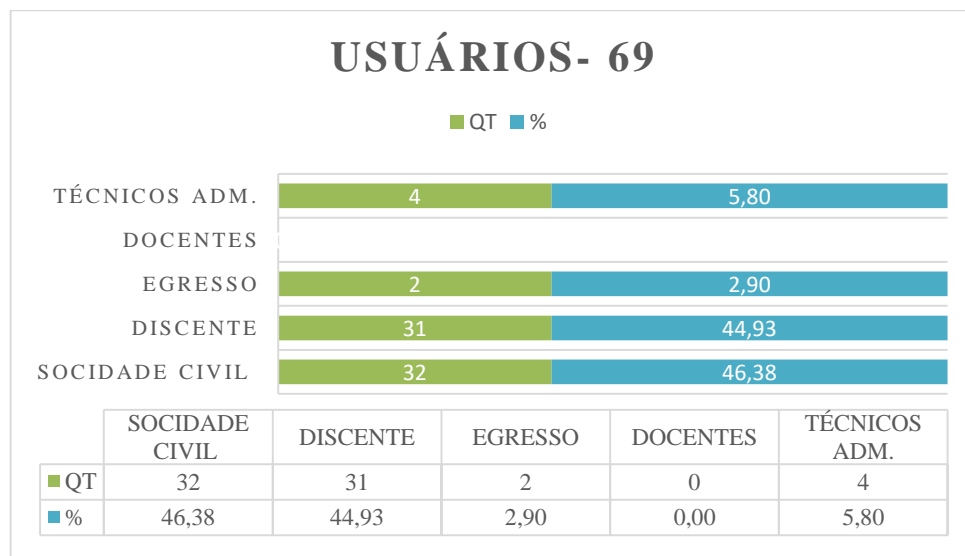 USUÁRIOS- 69
QT %
TÉCNICOS ADM. 4 5,80
DOCENTES
EGRESSO 2 2,90
DISCENTE 31 44,93
SOCIDADE CIVIL 32 46,38
SOCIDADE CIVIL DISCENTE EGRESSO DOCENTES TÉCNICOS ADM.
QT 32 31 2 0 4
% 46,38 44,93 2,90 0,00 5,80